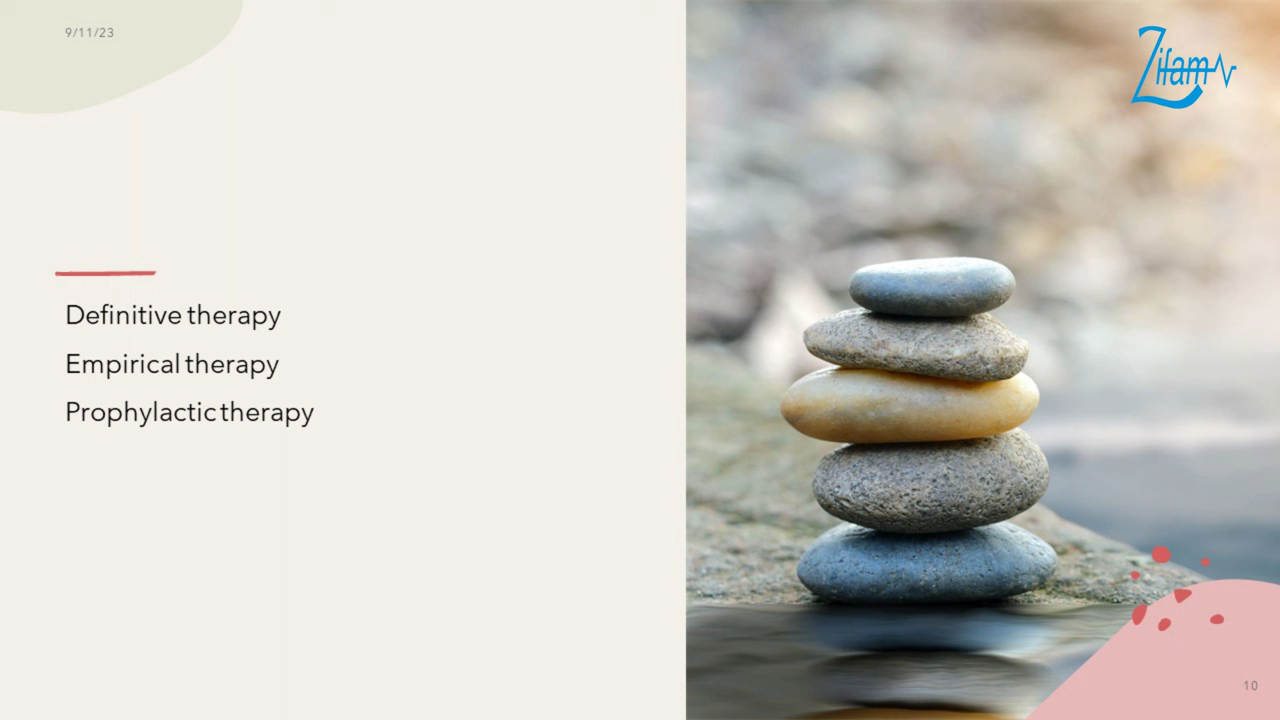 9/11/23
Zifam
Definitive therapy
Empirical therapy
Prophylactic therapy
10